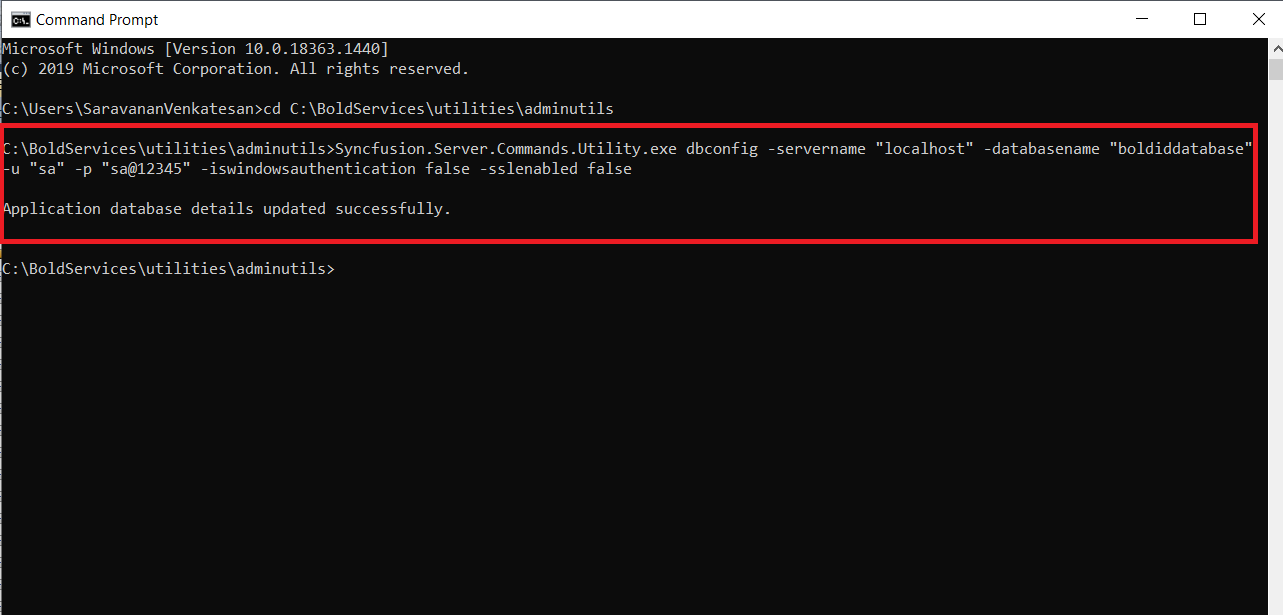 Command Prompt
Microsoft Windows [Version 10.0.18363.1440]
(c) 2019 Microsoft Corporation. All rights reserved.
C:\Users\SaravananVenkatesan>cd C:\BoldServices\utilities\adminutils
C:\BoldServices\utilities\adminutils>Syncfusion.Server.Commands.Utility.exe dbconfig -servername "localhost" -databasename "boldiddatabase"
-u "sa" -p "sa@12345" -iswindowsauthentication false -sslenabled false
Application database details updated successfully.
C:\BoldServices\utilities\adminutils>